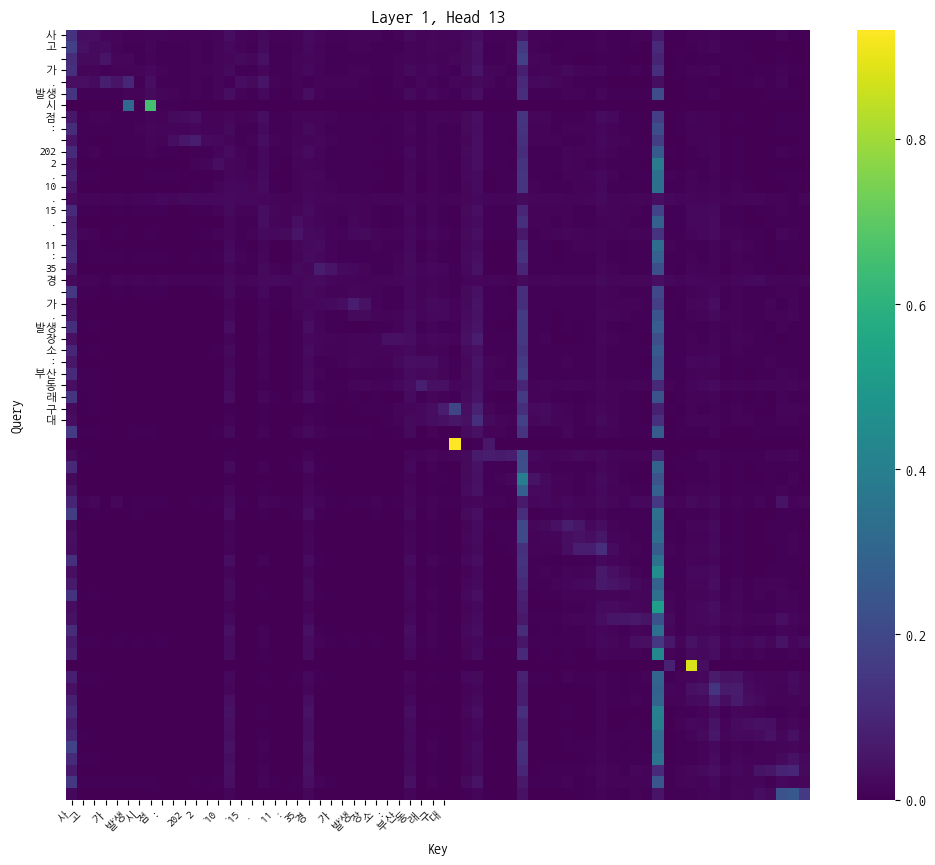 Layer 1, Head 13
사
고
가
.
발생
시
점
:
202
2
.
10
.
15
.
11
:
35
경
가
.
발생
장
소
:
부산
동
래
구
대
Query
0.8
0.6
0.4
0.2
0.0
사 고 가 발생 시 점 : 202 2 10 15 . 11 : 35 경 가 발생 장 소 : 부산 동 래 구 대
Key